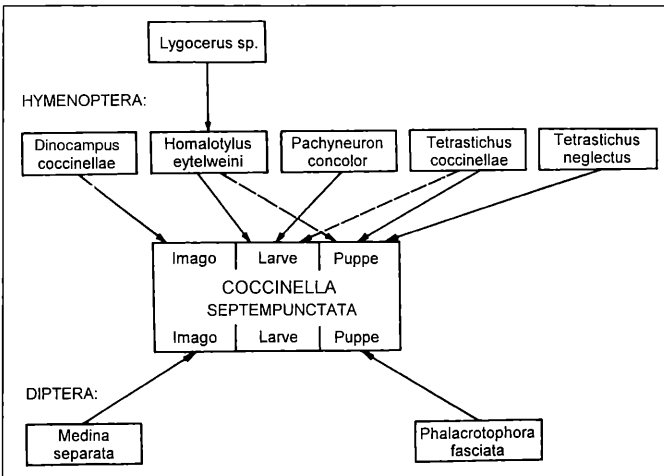 Lygocerus sp.
HYMENOPTERA:
Dinocampus
coccinellae
Homalotylus
eytelweini
Pachyneuron
concolor
Tetrastichus
coccinellae
Tetrastichus
neglectus
Imago Larve Puppe
COCCINELLA
SEPTEMPUNCTATA
Imago Larve Puppe
DIPTERA:
Medina
separata
Phalacrotophora
fasciata